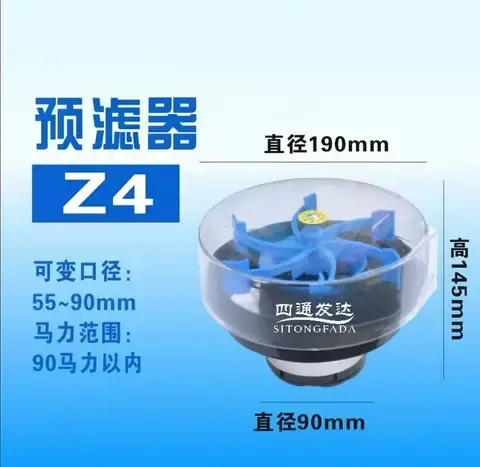 预滤器
Z4
可变口径:
55~90mm
马力范围:
90马力以内
直径190mm
高145mm
四通发达
SITONGFADA
直径90mm